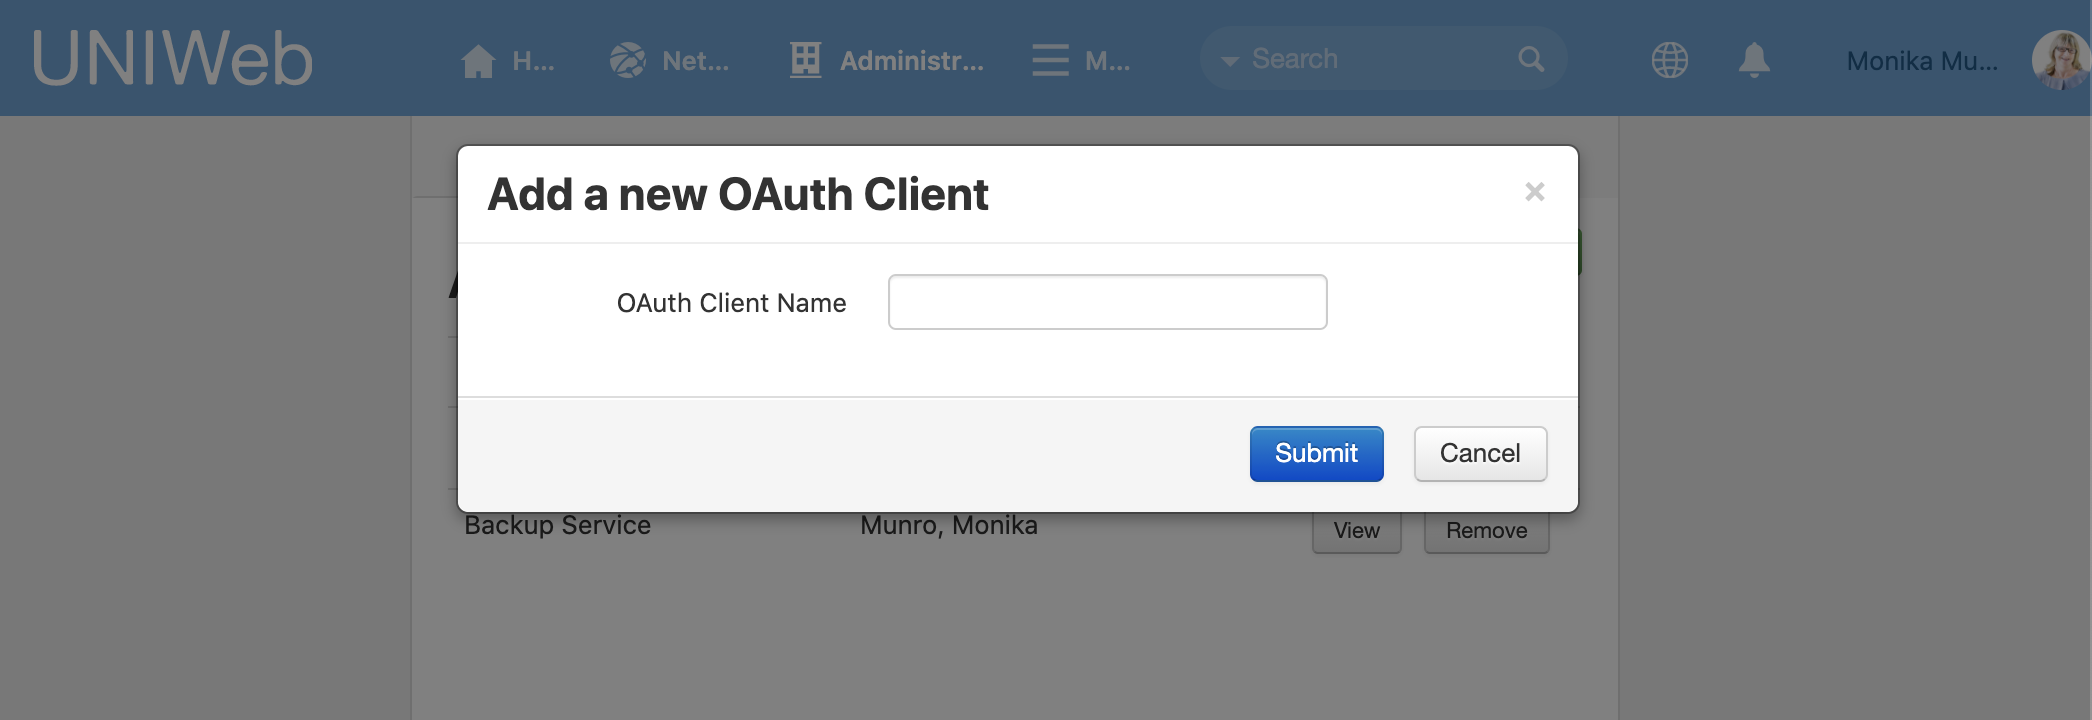 UNIWeb
H...
Net...
Administr...
M...
Search
Monika Mu...
Add a new OAuth Client
×
OAuth Client Name
Submit
Cancel
Backup Service
Munro, Monika
View
Remove